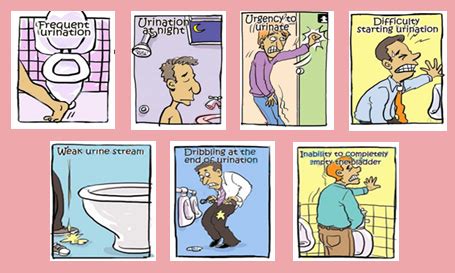 Frequent
urination
Urination
at night
Urgency to
urinate
Difficulty
starting urination
Weak urine stream
Dribbling at the
end of urination
Inability to completely
empty the bladder